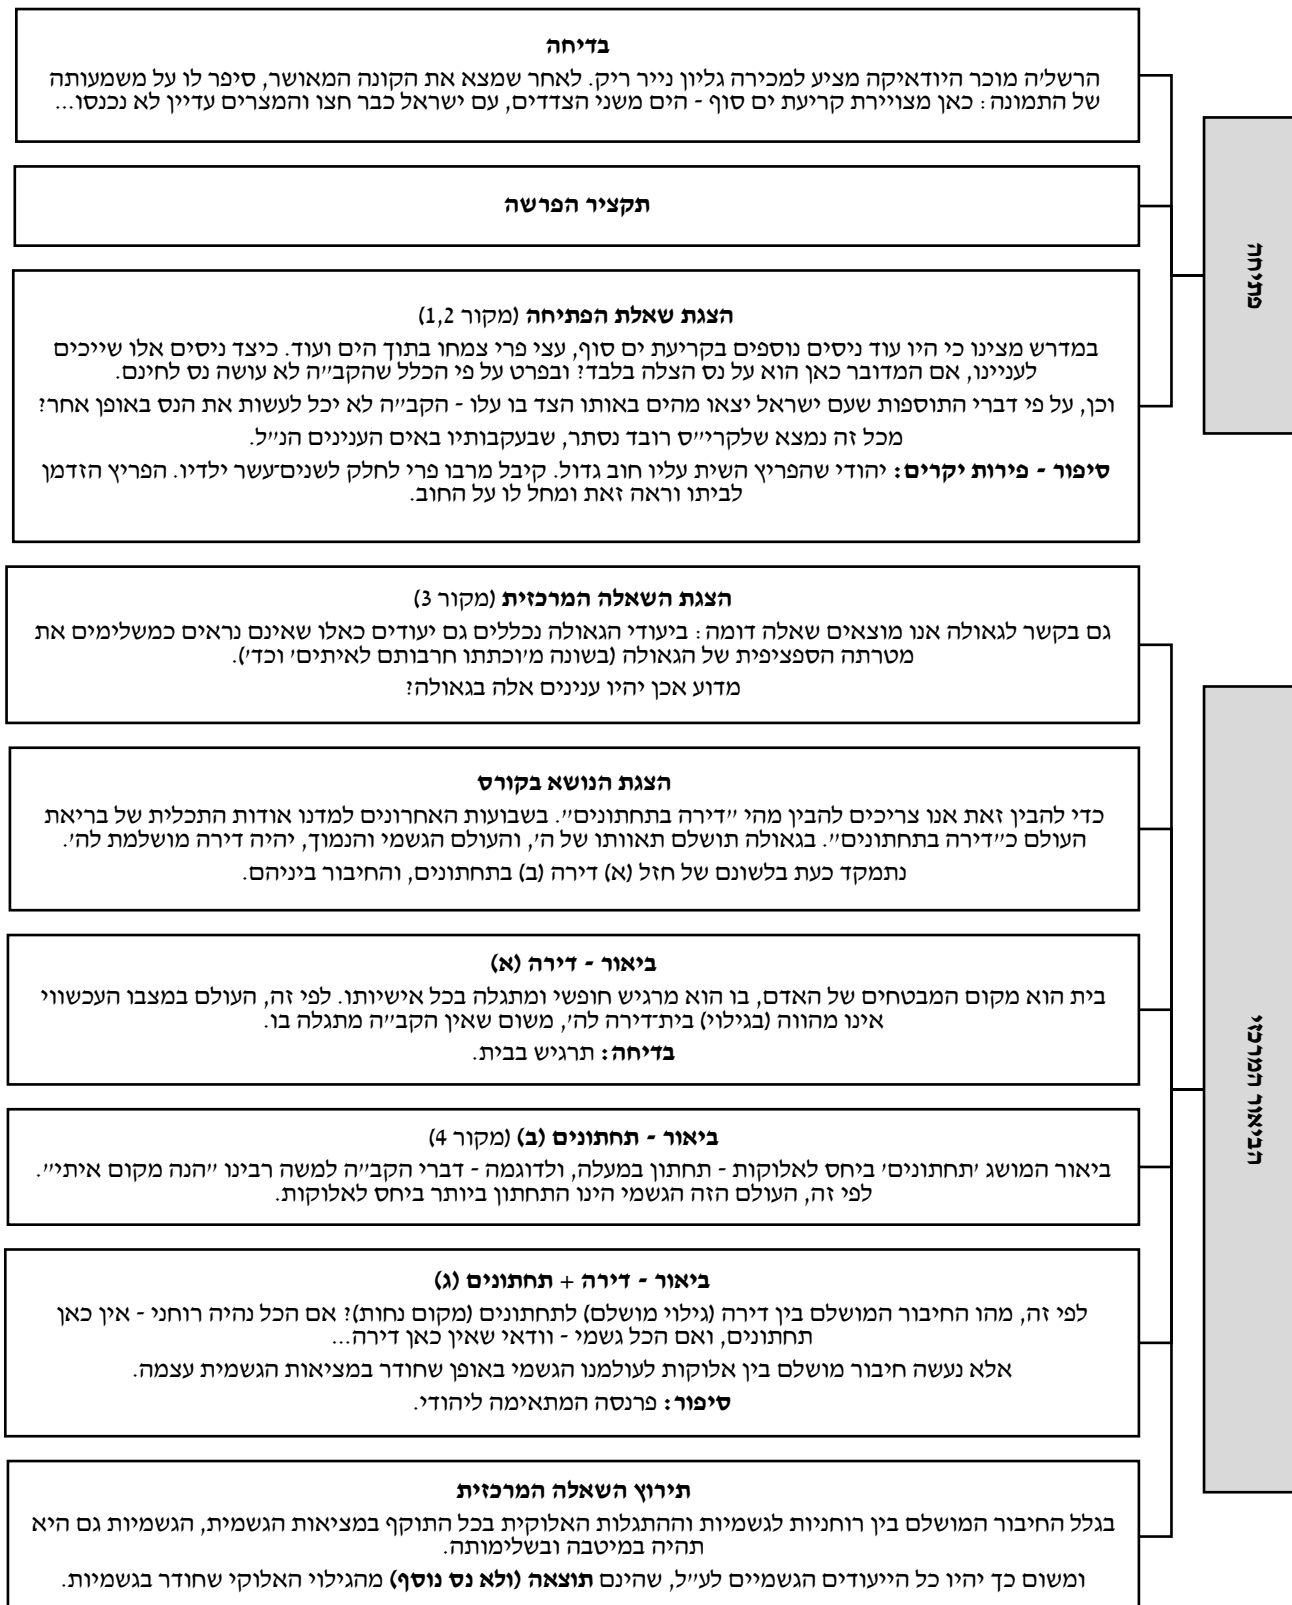 פתיחה
בדיחה
הרשל'ה מוכר היודאיקה מציע למכירה גליון נייר ריק. לאחר שמצא את הקונה המאושר, סיפר לו על משמעותה
של התמונה: כאן מצויירת קריעת ים סוף - הים משני הצדדים, עם ישראל כבר חצו והמצרים עדיין לא נכנסו...
תקציר הפרשה
הצגת שאלת הפתיחה (מקור 1,2)
במדרש מצינו כי היו עוד ניסים נוספים בקריעת ים סוף, עצי פרי צמחו בתוך הים ועוד. כיצד ניסים אלו שייכים
לעניינו, אם המדובר כאן הוא על נס הצלה בלבד? ובפרט על פי הכלל שהקב"ה לא עושה נס לחינם.
וכן, על פי דברי התוספות שעם ישראל יצאו מהים באותו הצד בו עלו - הקב"ה לא יכל לעשות את הנס באופן אחר?
מכל זה נמצא שלקרי"ס רובד נסתר, שבעקבותיו באים הענינים הנ"ל.
סיפור - פירות יקרים: יהודי שהפריץ השית עליו חוב גדול. קיבל מרבו פרי לחלק לשנים־עשר ילדיו. הפריץ הזדמן
לביתו וראה זאת ומחל לו על החוב.
הביאור המרכזי
הצגת השאלה המרכזית (מקור 3)
גם בקשר לגאולה אנו מוצאים שאלה דומה: ביעודי הגאולה נכללים גם יעודים כאלו שאינם נראים כמשלימים את
מטרתה הספציפית של הגאולה (בשונה מ'וכתתו חרבותם לאיתים' וכד').
מדוע אכן יהיו ענינים אלה בגאולה?
הצגת הנושא בקורס
כדי להבין זאת אנו צריכים להבין מהי "דירה בתחתונים". בשבועות האחרונים למדנו אודות התכלית של בריאת
העולם כ"דירה בתחתונים". בגאולה תושלם תאוותו של ה', והעולם הגשמי והנמוך, יהיה דירה מושלמת לה'.
נתמקד כעת בלשונם של חזל (א) דירה (ב) בתחתונים, והחיבור ביניהם.
ביאור - דירה (א)
בית הוא מקום המבטחים של האדם, בו הוא מרגיש חופשי ומתגלה בכל אישיותו. לפי זה, העולם במצבו העכשווי
אינו מהווה (בגילוי) בית־דירה לה', משום שאין הקב"ה מתגלה בו.
בדיחה: תרגיש בבית.
ביאור - תחתונים (ב) (מקור 4)
ביאור המושג 'תחתונים' ביחס לאלוקות - תחתון במעלה, ולדוגמה - דברי הקב"ה למשה רבינו "הנה מקום איתי".
לפי זה, העולם הזה הגשמי הינו התחתון ביותר ביחס לאלוקות.
ביאור - דירה + תחתונים (ג)
לפי זה, מהו החיבור המושלם בין דירה (גילוי מושלם) לתחתונים (מקום נחות)? אם הכל נהיה רוחני - אין כאן
תחתונים, ואם הכל גשמי - וודאי שאין כאן דירה...
אלא נעשה חיבור מושלם בין אלוקות לעולמנו הגשמי באופן שחודר במציאות הגשמית עצמה.
סיפור: פרנסה המתאימה ליהודי.
תירוץ השאלה המרכזית
בגלל החיבור המושלם בין רוחניות לגשמיות וההתגלות האלוקית בכל התוקף במציאות הגשמית, הגשמיות גם היא
תהיה במיטבה ובשלימותה.
ומשום כך יהיו כל הייעודים הגשמיים לע"ל, שהינם תוצאה (ולא נס נוסף) מהגילוי האלוקי שחודר בגשמיות.